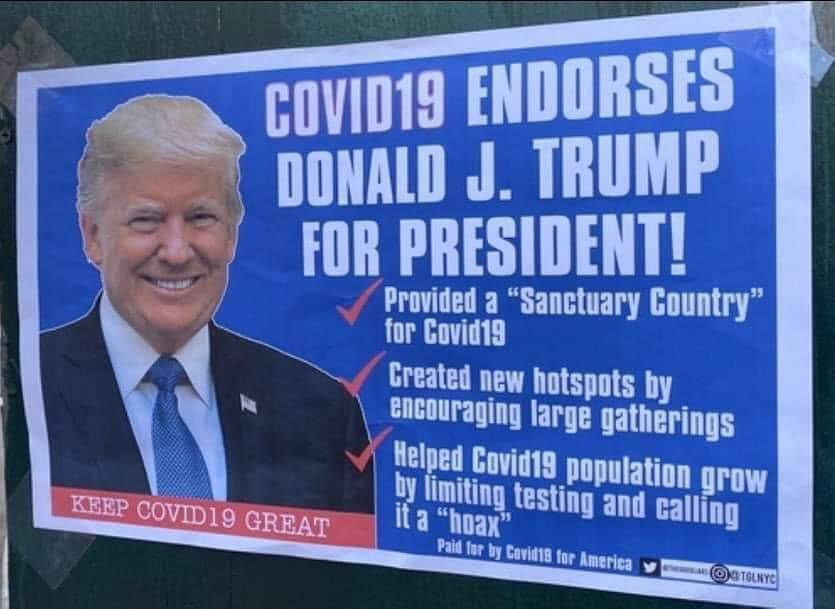 COVID19 ENDORSES
DONALD J. TRUMP
FOR PRESIDENT!
Provided a “Sanctuary Country”
for Covid19
Created new hotspots by
encouraging large gatherings
Helped Covid19 population grow
by limiting testing and calling
it a “hoax”
KEEP COVID19 GREAT
Paid for by Covid19 for America
@TGLNYC